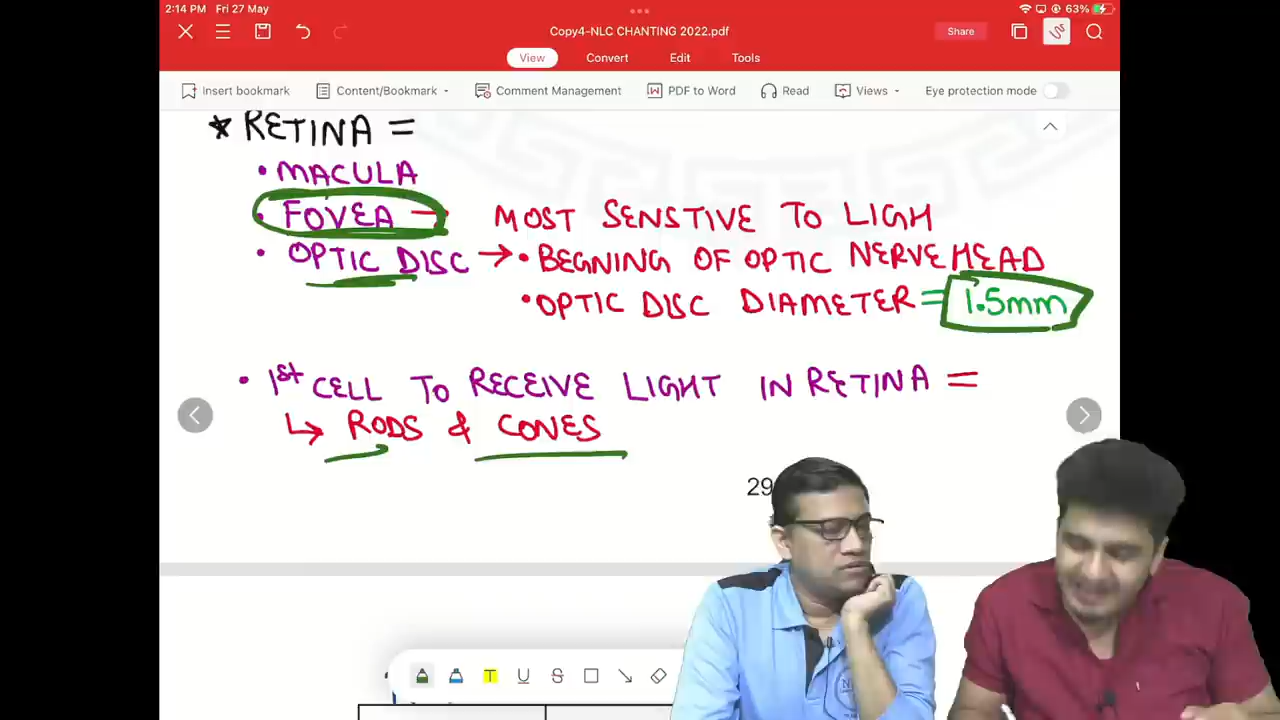 2:14 PM Fri 27 May
63%
Copy4-NLC CHANTING 2022.pdf
Share
View Convert Edit Tools
Insert bookmark Content/Bookmark Comment Management PDF to Word Read Views Eye protection mode
* RETINA =
• MACULA
• FOVEA → MOST SENSTIVE TO LIGH
• OPTIC DISC → • BEGNING OF OPTIC NERVE HEAD
• OPTIC DISC DIAMETER = 1.5mm
• 1st CELL TO RECEIVE LIGHT IN RETINA =
↳ RODS & CONES
29
T U S